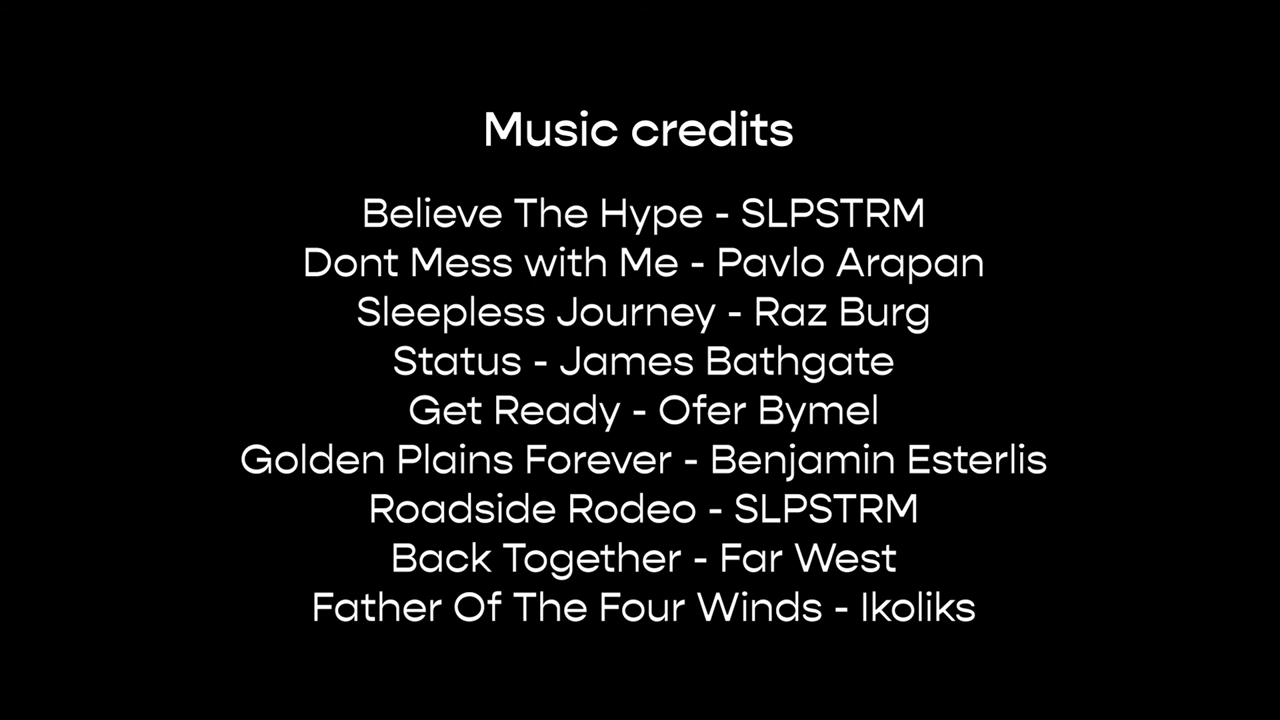 Music credits
Believe The Hype - SLPSTRM
Dont Mess with Me - Pavlo Arapan
Sleepless Journey - Raz Burg
Status - James Bathgate
Get Ready - Ofer Bymel
Golden Plains Forever - Benjamin Esterlis
Roadside Rodeo - SLPSTRM
Back Together - Far West
Father Of The Four Winds - Ikoliks